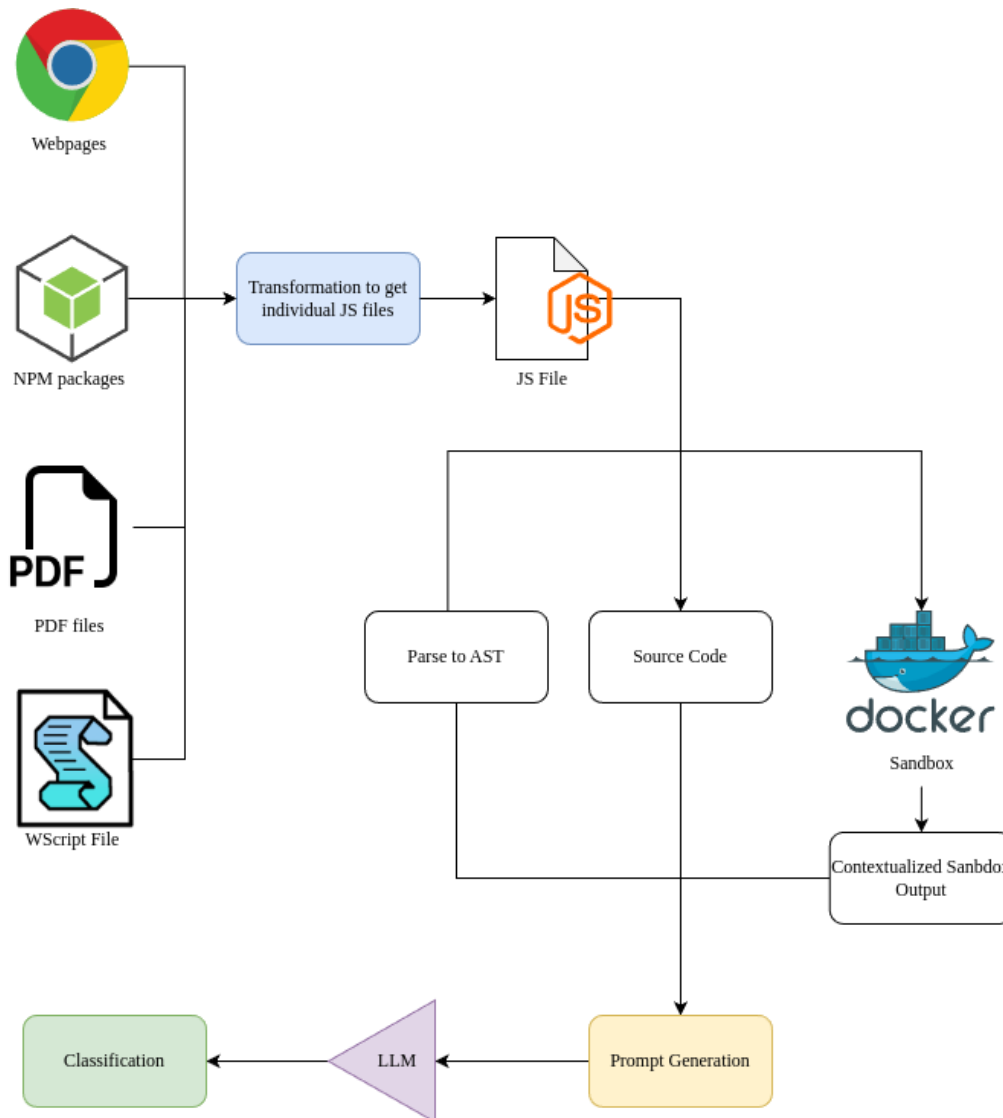 Webpages
NPM packages
Transformation to get
individual JS files
JS
JS File
PDF
PDF files
WScript File
Parse to AST
Source Code
docker
Sandbox
Contextualized Sanbdox
Output
Prompt Generation
LLM
Classification